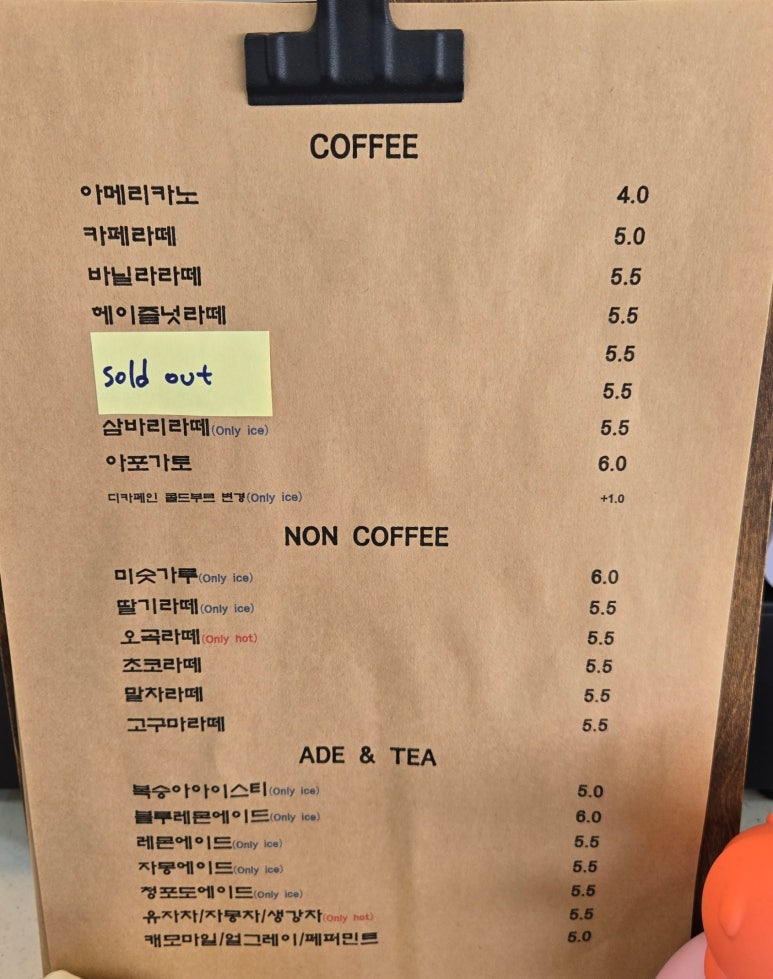 COFFEE
아메리카노 4.0
카페라떼 5.0
바닐라라떼 5.5
헤이즐넛라떼 5.5
sold out 5.5
5.5
삼바리라떼(Only ice) 5.5
아포가토 6.0
디카페인 콜드부르 변경(Only ice) +1.0
NON COFFEE
미숫가루(Only ice) 6.0
딸기라떼(Only ice) 5.5
오곡라떼(Only hot) 5.5
초코라떼 5.5
말차라떼 5.5
고구마라떼 5.5
ADE & TEA
복숭아아이스티(Only ice) 5.0
블루레몬에이드(Only ice) 6.0
레몬에이드(Only ice) 5.5
자몽에이드(Only ice) 5.5
청포도에이드(Only ice) 5.5
유자차/자몽차/생강차(Only hot) 5.5
캐모마일/얼그레이/페퍼민트 5.0